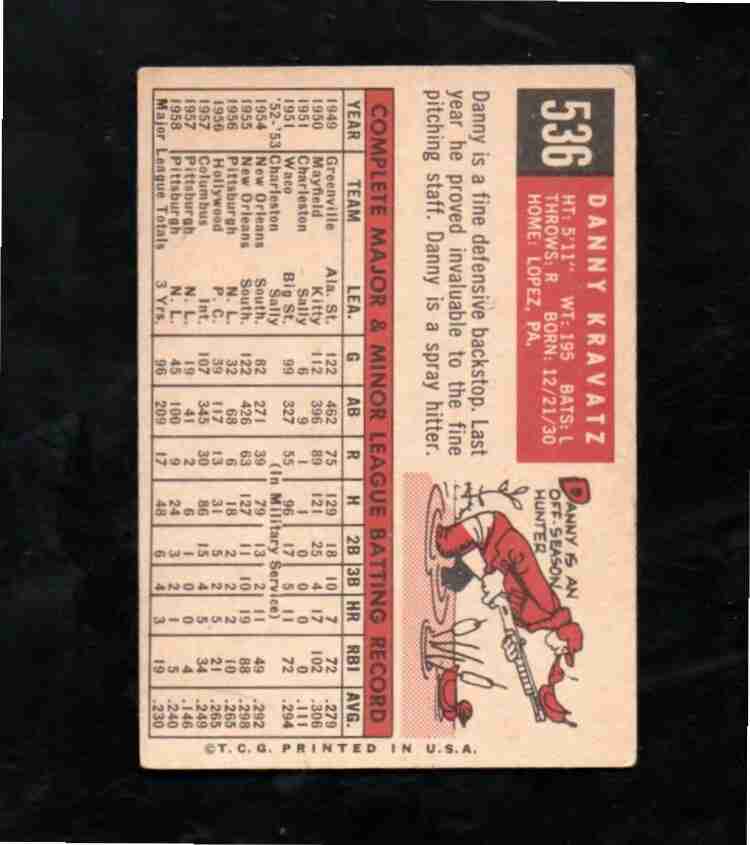 536
DANNY KRAVATZ
HT: 5'11" WT: 195 BATS: L
THROWS: R BORN: 12/21/30
HOME: LOPEZ, PA.
Danny is a fine defensive backstop. Last
year he proved invaluable to the fine
pitching staff. Danny is a spray hitter.
DANNY IS AN
OFF-SEASON
HUNTER
COMPLETE MAJOR & MINOR LEAGUE BATTING RECORD
YEAR TEAM LEA. G AB R H 2B 3B HR RBI AVG.
1949 Greenville Ala. St. 122 462 75 129 18 10 7 72 .279
1950 Mayfield Kitty 112 396 89 121 25 4 17 102 .306
1951 Charleston Sally 6 9 1 1 0 0 0 0 .111
1951 Waco Big St. 99 327 55 96 17 5 11 72 .294
'52-'53 Charleston Sally (In Military Service)
1954 New Orleans South. 82 271 39 79 13 2 11 49 .292
1955 New Orleans South. 122 426 63 127 11 10 19 88 .298
1956 Pittsburgh N. L. 32 68 6 18 2 2 2 10 .265
1956 Hollywood P. C. 39 117 13 31 5 2 5 21 .265
1957 Columbus Int. 107 345 30 86 15 4 5 34 .249
1957 Pittsburgh N. L. 19 41 2 6 1 0 0 4 .146
1958 Pittsburgh N. L. 45 100 9 24 3 2 1 5 .240
Major League Totals 3 Yrs. 96 209 17 48 6 4 3 19 .230
©T.C.G. PRINTED IN U.S.A.